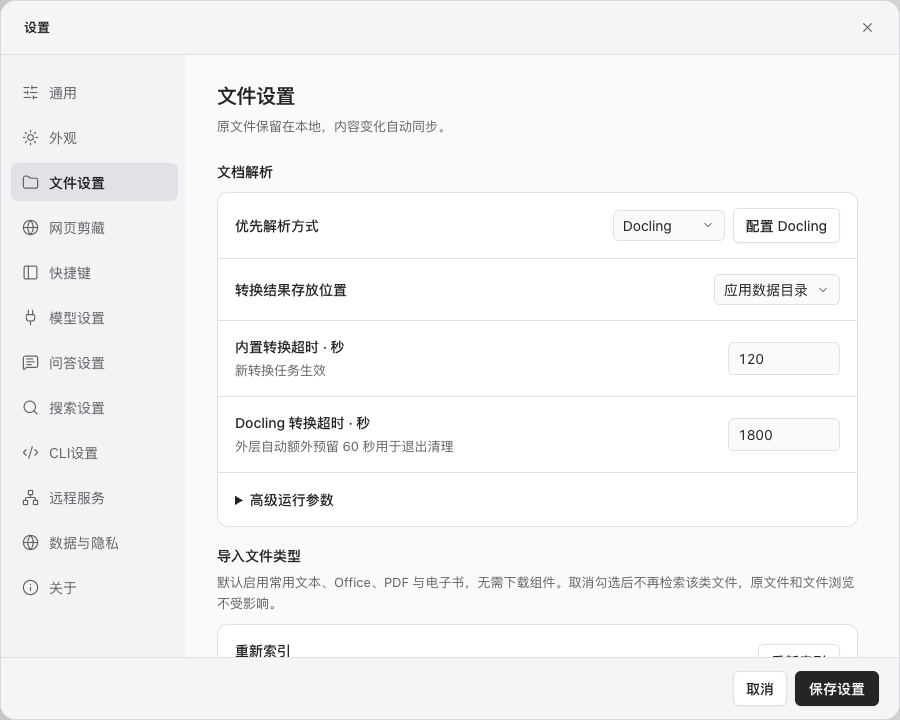 设置
通用
外观
文件设置
网页剪藏
快捷键
模型设置
问答设置
搜索设置
CLI设置
远程服务
数据与隐私
关于
文件设置
原文件保留在本地，内容变化自动同步。
文档解析
优先解析方式
Docling
配置 Docling
转换结果存放位置
应用数据目录
内置转换超时 · 秒
新转换任务生效
120
Docling 转换超时 · 秒
外层自动额外预留 60 秒用于退出清理
1800
高级运行参数
导入文件类型
默认启用常用文本、Office、PDF 与电子书，无需下载组件。取消勾选后不再检索该类文件，原文件和文件浏览
不受影响。
重新索引
重新索引
取消
保存设置